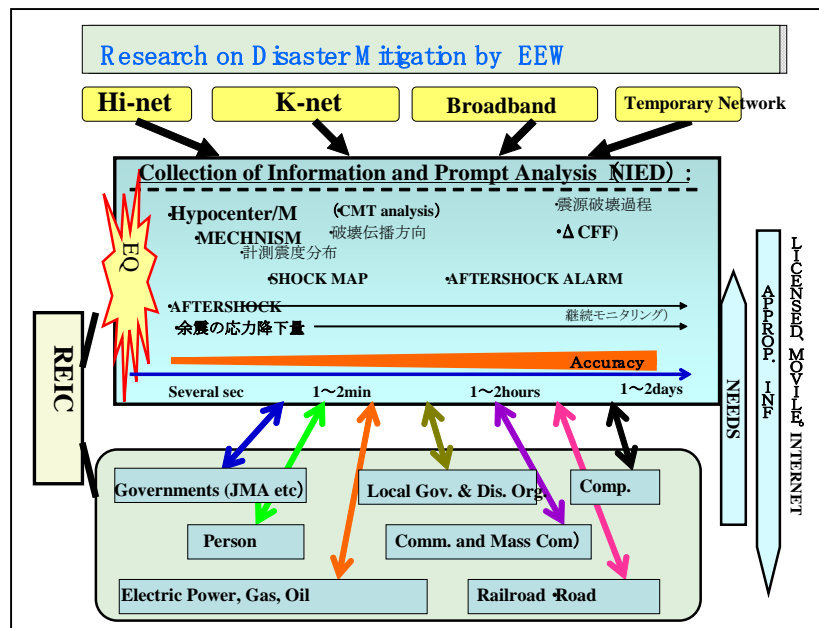 Research on Disaster Mitigation by EEW
Hi-net
K-net
Broadband
Temporary Network
Collection of Information and Prompt Analysis (NIED) :
EQ
・Hypocenter/M
(・CMT analysis)
震源破壊過程
・MECHNISM
・破壊伝播方向
・Δ CFF)
・計測震度分布
・SHOCK MAP
・AFTERSHOCK ALARM
・AFTERSHOCK
継続モニタリング)
・余震の応力降下量
Accuracy
Several sec
1～2min
1～2hours
1～2days
REIC
NEEDS
APPROP. INF
LICENSED、MOVILE。INTERNET
Governments (JMA etc)
Local Gov. & Dis. Org
Comp.
Person
Comm. and Mass Com)
Electric Power, Gas, Oil
Railroad ・Road